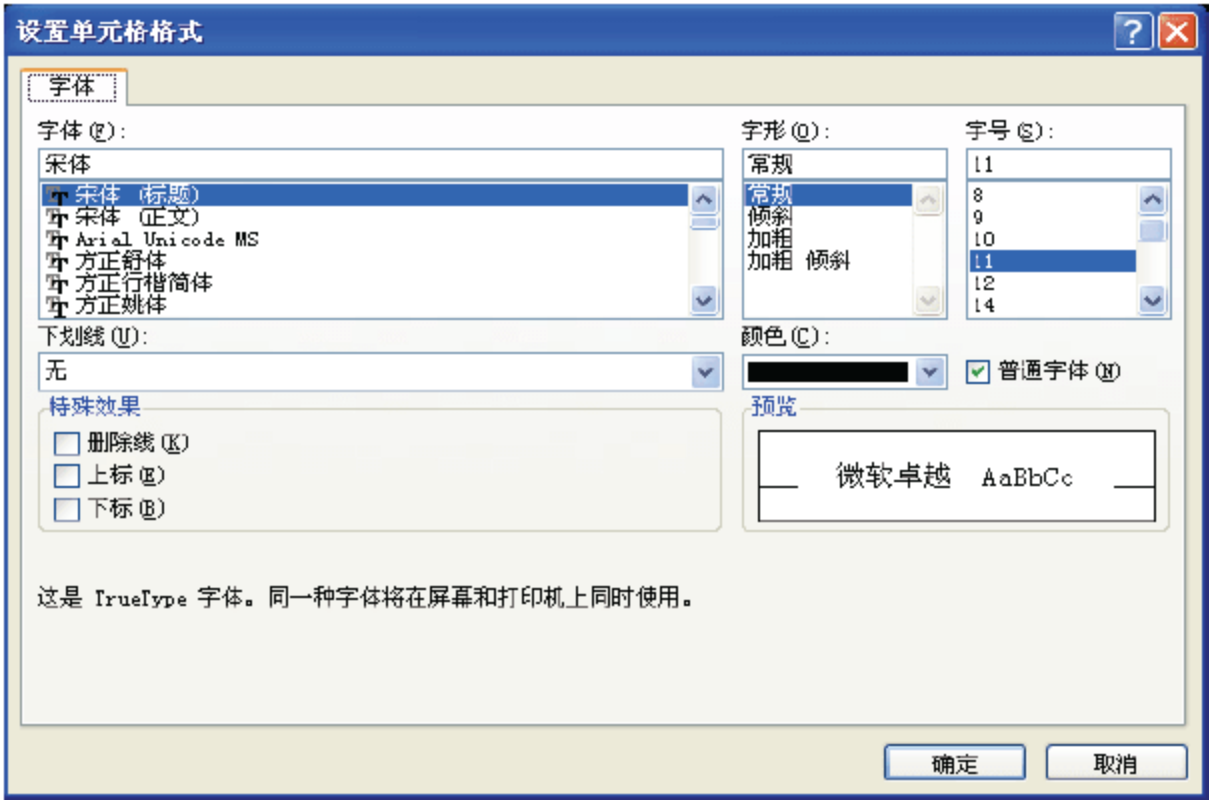 设置单元格格式
字体
字体(F): 字形(O): 字号(S):
宋体 常规 11
宋体 (标题) 常规 8
宋体 (正文) 倾斜 9
Arial Unicode MS 加粗 10
方正舒体 加粗 倾斜 11
方正行楷简体 12
方正姚体 14
下划线(U): 颜色(C):
无 普通字体(N)
特殊效果 预览
删除线(K)
上标(E) 微软卓越 AaBbCc
下标(B)
这是 TrueType 字体。同一种字体将在屏幕和打印机上同时使用。
确定 取消